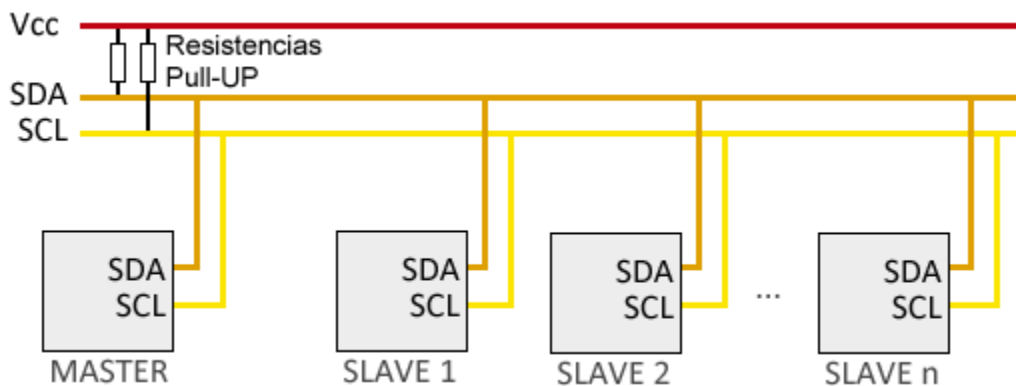 Vcc
Resistencias
Pull-UP
SDA
SCL
SDA
SCL
SDA
SCL
SDA
SCL
...
SDA
SCL
MASTER
SLAVE 1
SLAVE 2
SLAVE n